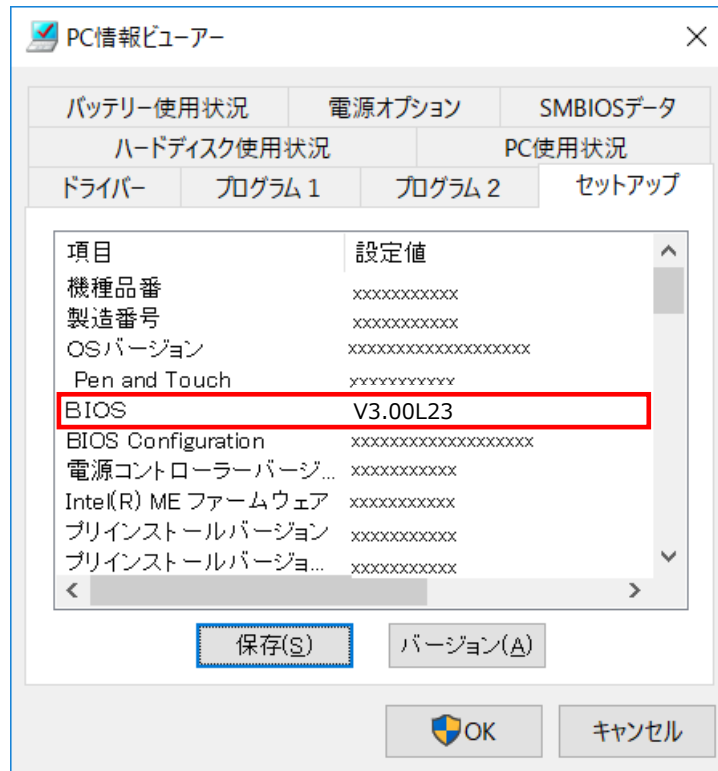 PC情報ビューアー
バッテリー使用状況 電源オプション SMBIOSデータ
ハードディスク使用状況 PC使用状況
ドライバー プログラム 1 プログラム 2 セットアップ
項目 設定値
機種品番 xxxxxxxxxxx
製造番号 xxxxxxxxxxx
OSバージョン xxxxxxxxxxxxxxxxxxx
Pen and Touch xxxxxxxxxxx
BIOS V3.00L23
BIOS Configuration xxxxxxxxxxxxxxxxxxx
電源コントローラーバージ... xxxxxxxxxxx
Intel(R) ME ファームウェア xxxxxxxxxxx
プリインストールバージョン xxxxxxxxxxx
プリインストールバージョ... xxxxxxxxxxx
保存(S) バージョン(A)
OK キャンセル